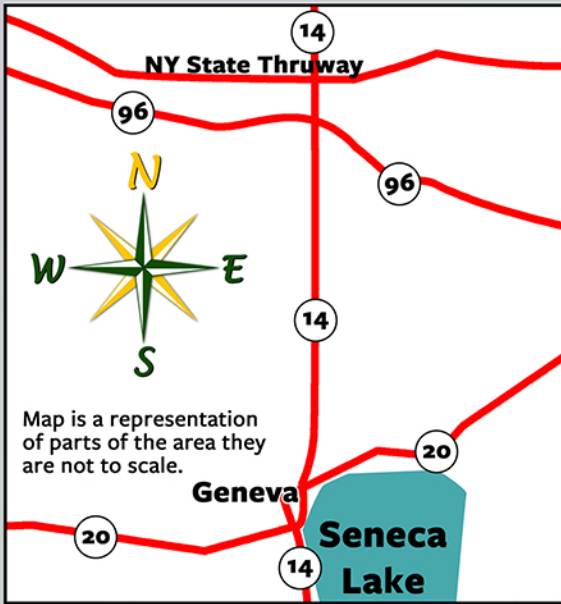 14
NY State Thruway
96
N
96
W
E
14
S
Map is a representation
of parts of the area they
are not to scale.
20
Geneva
20
Seneca
Lake
14